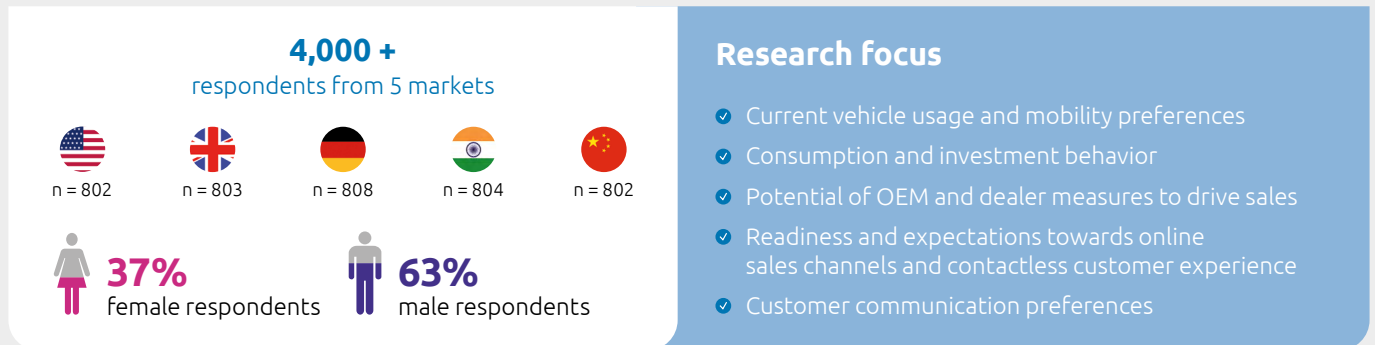 4,000 +
respondents from 5 markets
n = 802
n = 803
n = 808
n = 804
n = 802
37%
female respondents
63%
male respondents
Research focus
Current vehicle usage and mobility preferences
Consumption and investment behavior
Potential of OEM and dealer measures to drive sales
Readiness and expectations towards online
sales channels and contactless customer experience
Customer communication preferences